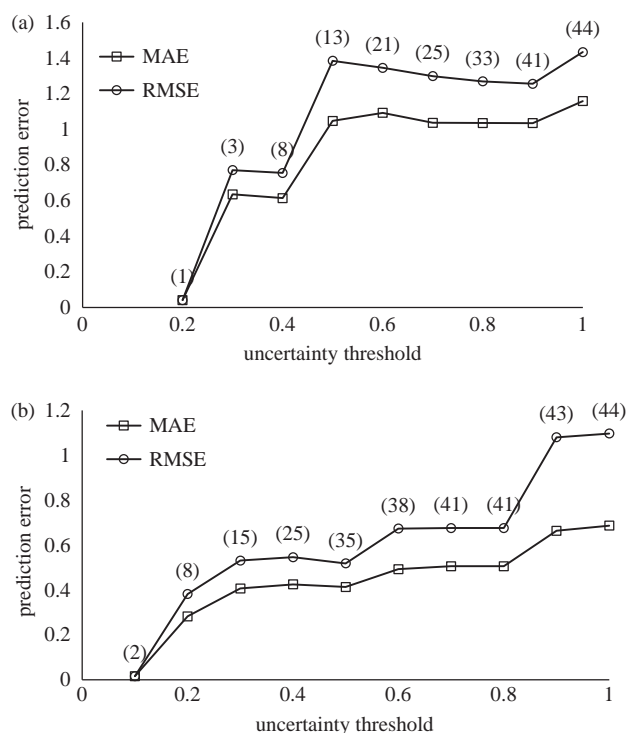 (a)
1.6
1.4
1.2
1
0.8
0.6
0.4
0.2
0
prediction error
MAE
RMSE
(1)
(3)
(8)
(13)
(21)
(25)
(33)
(41)
(44)
0 0.2 0.4 0.6 0.8 1
uncertainty threshold
(b)
1.2
1
0.8
0.6
0.4
0.2
0
prediction error
MAE
RMSE
(2)
(8)
(15)
(25)
(35)
(38)
(41)
(41)
(43)
(44)
0 0.2 0.4 0.6 0.8 1
uncertainty threshold